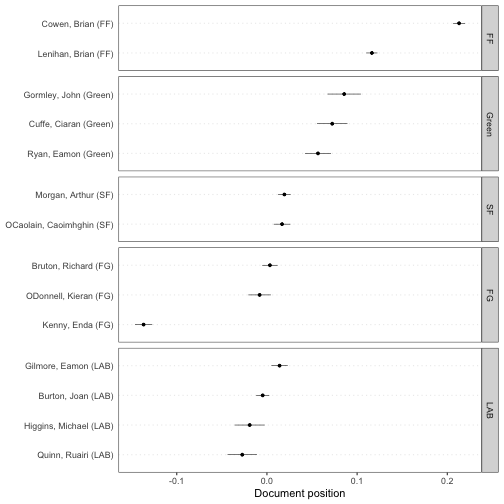 Cowen, Brian (FF)
Lenihan, Brian (FF)
FF
Gormley, John (Green)
Cuffe, Ciaran (Green)
Ryan, Eamon (Green)
Green
Morgan, Arthur (SF)
OCaolain, Caoimhghin (SF)
SF
Bruton, Richard (FG)
ODonnell, Kieran (FG)
Kenny, Enda (FG)
FG
Gilmore, Eamon (LAB)
Burton, Joan (LAB)
Higgins, Michael (LAB)
Quinn, Ruairi (LAB)
LAB
-0.1 0.0 0.1 0.2
Document position